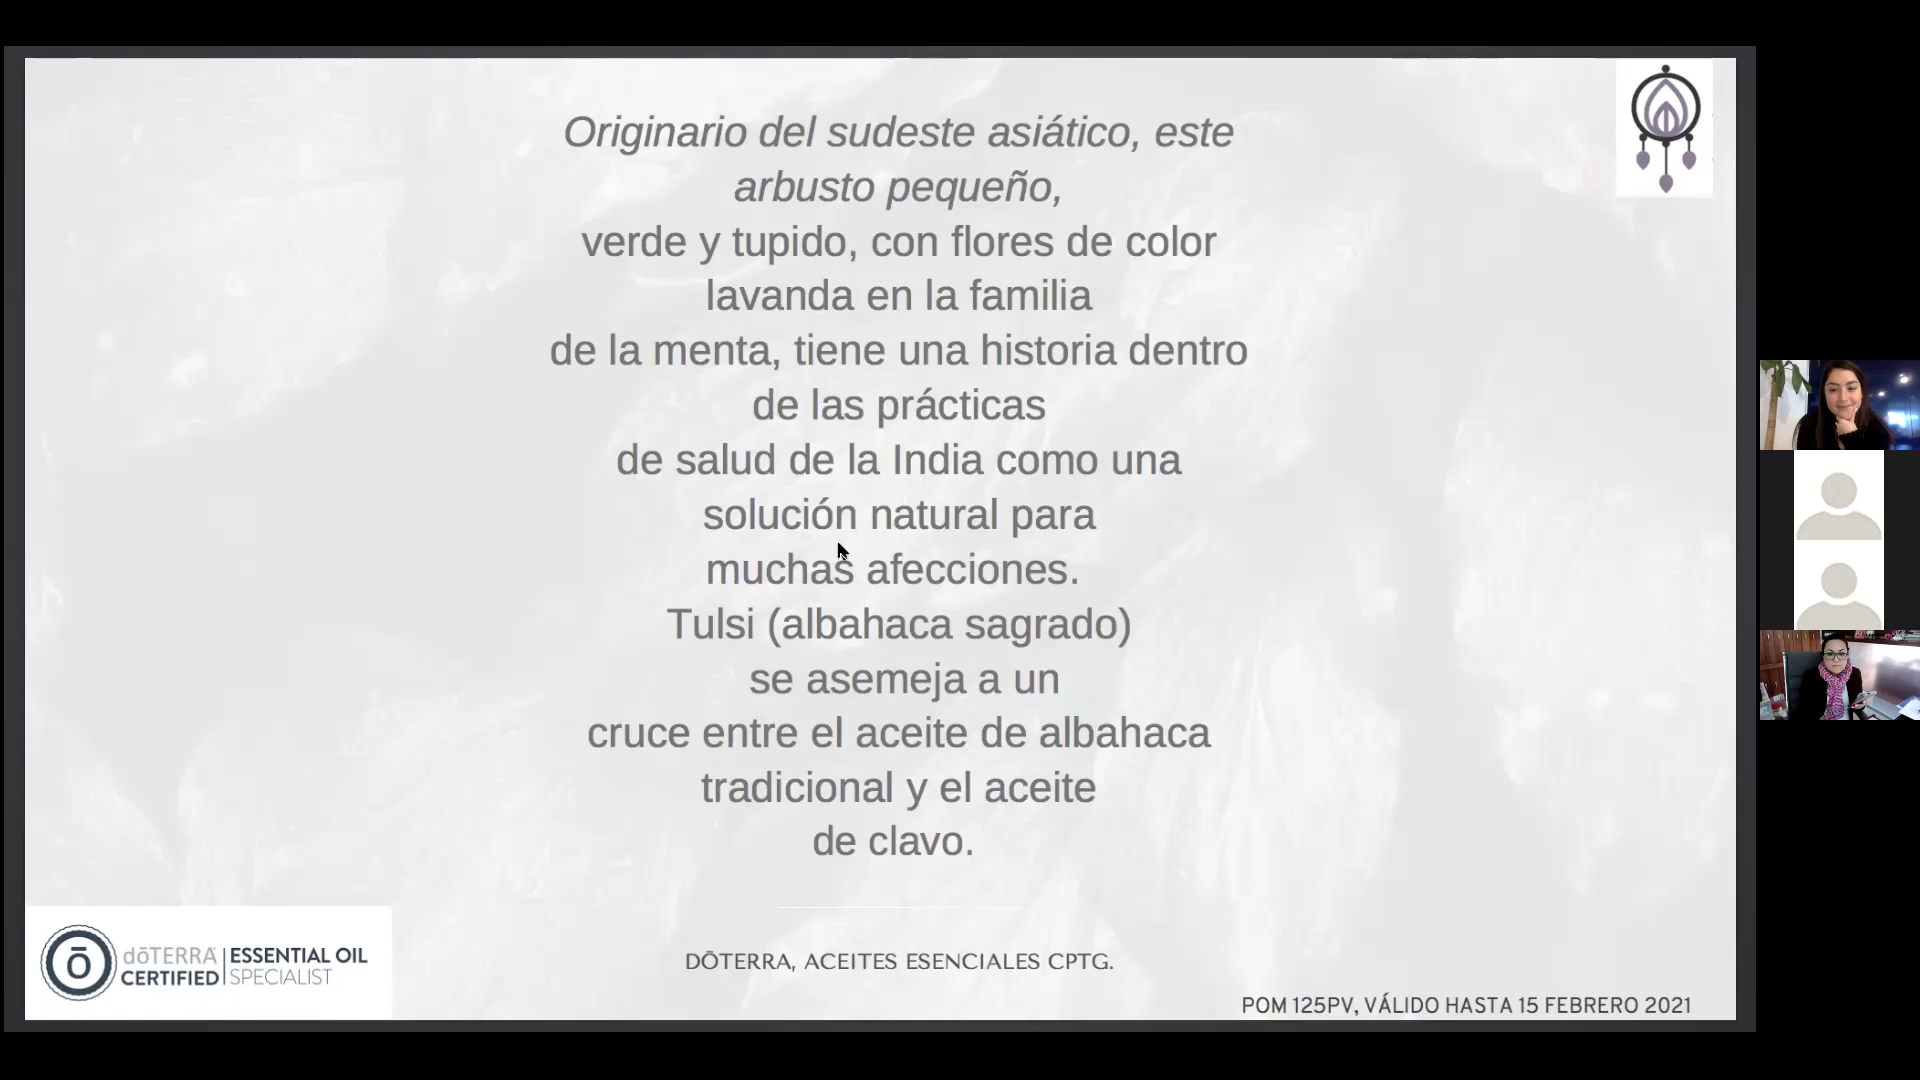 Originario del sudeste asiático, este
arbusto pequeño,
verde y tupido, con flores de color
lavanda en la familia
de la menta, tiene una historia dentro
de las prácticas
de salud de la India como una
solución natural para
muchas afecciones.
Tulsi (albahaca sagrado)
se asemeja a un
cruce entre el aceite de albahaca
tradicional y el aceite
de clavo.
dōTERRA
CERTIFIED
ESSENTIAL OIL
SPECIALIST
DŌTERRA, ACEITES ESENCIALES CPTG.
POM 125PV, VÁLIDO HASTA 15 FEBRERO 2021